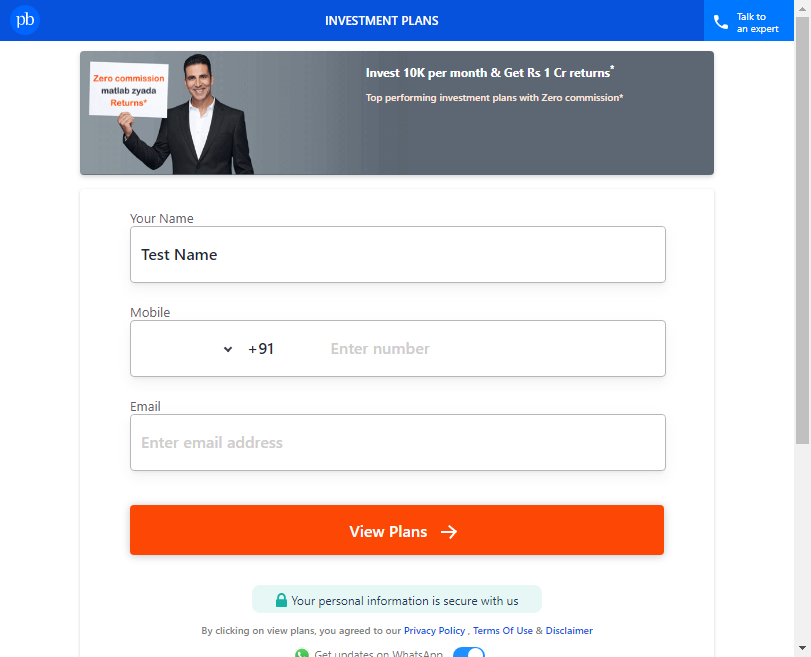 pb
INVESTMENT PLANS
Talk to
an expert
Zero commission
matlab zyada
Returns*
Invest 10K per month & Get Rs 1 Cr returns*
Top performing investment plans with Zero commission*
Your Name
Test Name
Mobile
+91 Enter number
Email
Enter email address
View Plans
Your personal information is secure with us
By clicking on view plans, you agreed to our Privacy Policy , Terms Of Use & Disclaimer
Get updates on WhatsApp